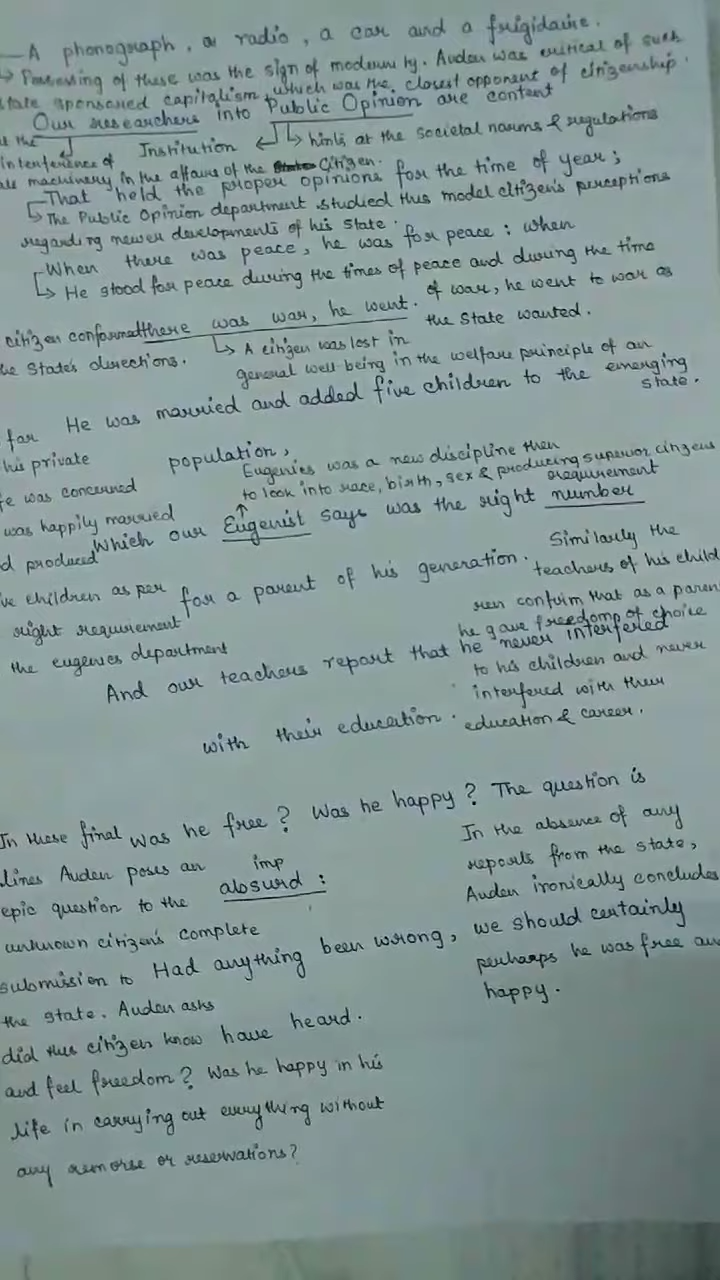 A phonograph, a radio, a car and a frigidaire.
↳ Possessing of these was the sign of modernity. Auden was critical of such
state sponsored capitalism, which was the closest opponent of citizenship.
Our researchers into Public Opinion are content
the
interference of Institution ↳ hints at the societal norms & regulations
machinery in the affairs of the Citizen.
That held the proper opinions for the time of year;
↳ The Public Opinion department studied this model citizen's perceptions
regarding newer developments of his State.
When there was peace, he was for peace: when
↳ He stood for peace during the times of peace and during the time
of war, he went to war as
citizen conformed there was war, he went. the State wanted.
State's directions. ↳ A citizen was lost in
general well-being in the welfare principle of an
emerging state.
far He was married and added five children to the
his private population,
Eugenics was a new discipline then
was concerned to look into race, birth, sex & producing superior citizens
requirement
was happily married
Which our Eugenist says was the right number
produced
children as per for a parent of his generation. Similarly the
right requirement teachers of his child
the eugenics department ren confirm that as a paren
he gave freedom of choice
And our teachers report that he never interfered
to his children and never
with their education. interfered with their
education & career.
In these final was he free? Was he happy? The question is
lines Auden poses an imp In the absence of any
epic question to the absurd: reports from the state,
unknown citizen's complete Auden ironically concludes
submission to Had anything been wrong, we should certainly
the state. Auden asks perhaps he was free an
did this citizen know have heard. happy.
and feel freedom? Was he happy in his
life in carrying out everything without
any remorse or reservations?